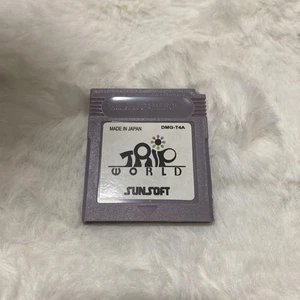 MADE IN JAPAN DMG-T4A
TRIP
WORLD
SUNSOFT